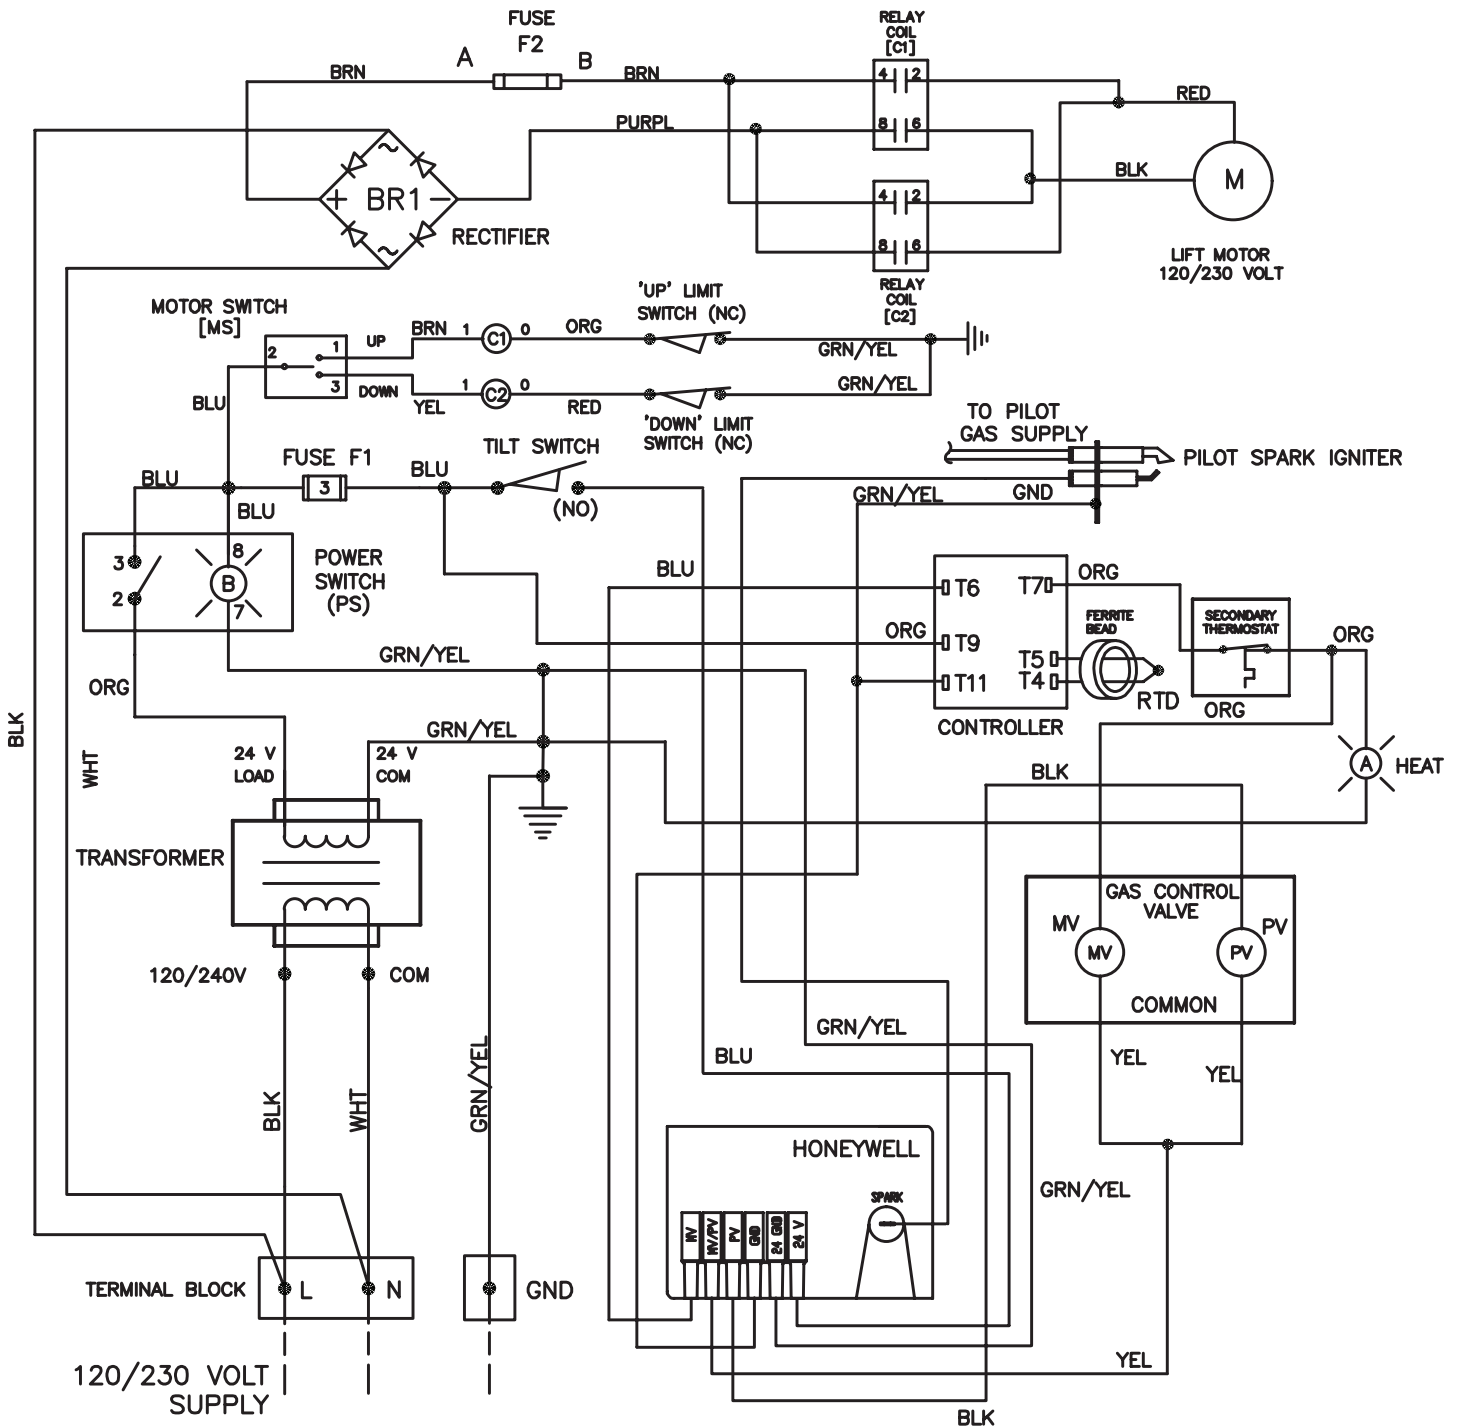 FUSE
F2
A
B
BRN
BRN
PURPL
RELAY
COIL
[C1]
4
2
8
6
RED
BLK
M
LIFT MOTOR
120/230 VOLT
4
2
8
6
RELAY
COIL
[C2]
+
BR1
−
~
~
RECTIFIER
MOTOR SWITCH
[MS]
2
1
3
UP
DOWN
BRN
1
C1
0
ORG
'UP' LIMIT
SWITCH (NC)
GRN/YEL
YEL
1
C2
0
RED
'DOWN' LIMIT
SWITCH (NC)
GRN/YEL
BLU
TO PILOT
GAS SUPPLY
PILOT SPARK IGNITER
GND
GRN/YEL
BLU
FUSE F1
3
BLU
TILT SWITCH
(NO)
BLU
3
2
8
B
7
POWER
SWITCH
(PS)
BLU
ORG
T6
T9
T11
T7
T5
T4
CONTROLLER
ORG
FERRITE
BEAD
RTD
SECONDARY
THERMOSTAT
ORG
ORG
GRN/YEL
ORG
GRN/YEL
BLK
WHT
24 V
LOAD
24 V
COM
TRANSFORMER
120/240V
COM
BLK
A
HEAT
GAS CONTROL
VALVE
MV
MV
PV
PV
COMMON
YEL
YEL
GRN/YEL
BLU
BLK
WHT
GRN/YEL
HONEYWELL
SPARK
MV
MV/PV
PV
GND
24 GND
24 V
GRN/YEL
TERMINAL BLOCK
L
N
GND
120/230 VOLT
SUPPLY
YEL
BLK